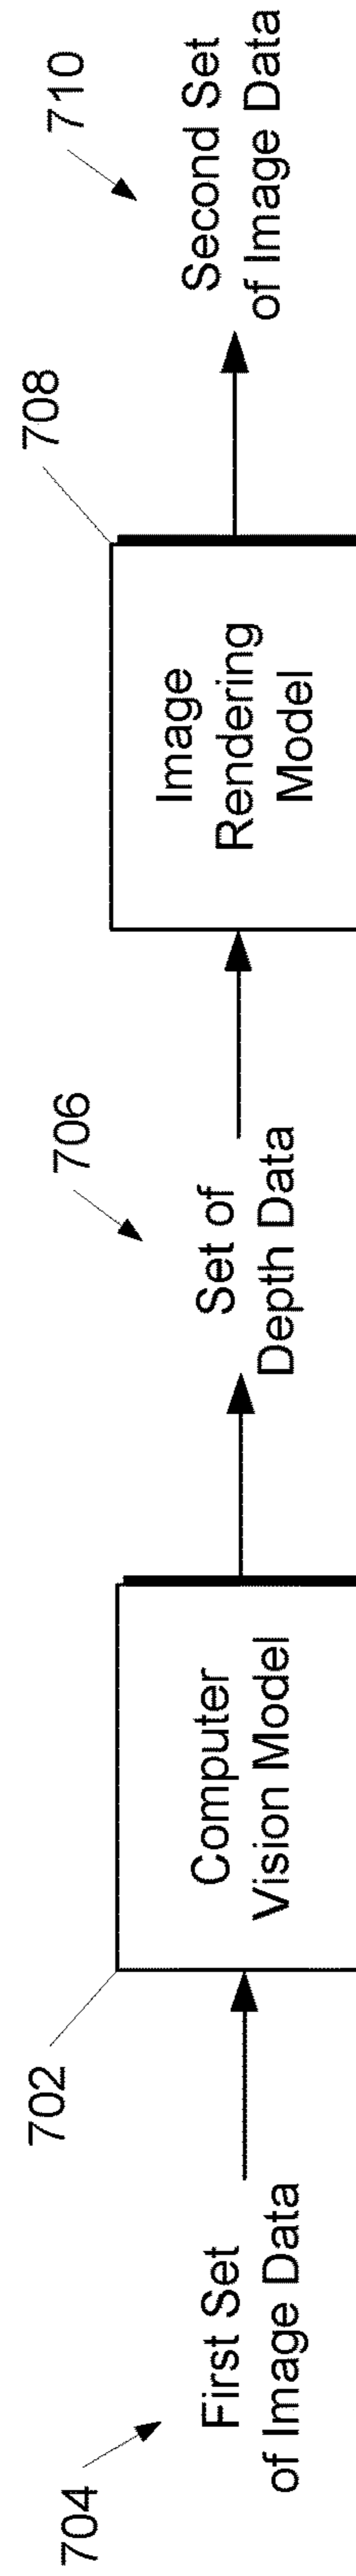 704
First Set
of Image Data
702
Computer
Vision Model
706
Set of
Depth Data
708
Image
Rendering
Model
710
Second Set
of Image Data